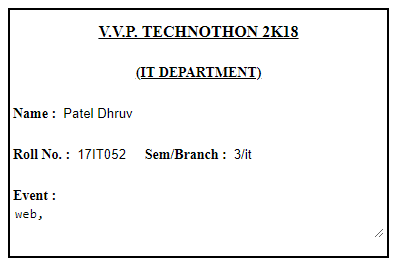 V.V.P. TECHNOTHON 2K18
(IT DEPARTMENT)
Name : Patel Dhruv
Roll No. : 17IT052 Sem/Branch : 3/it
Event :
web,